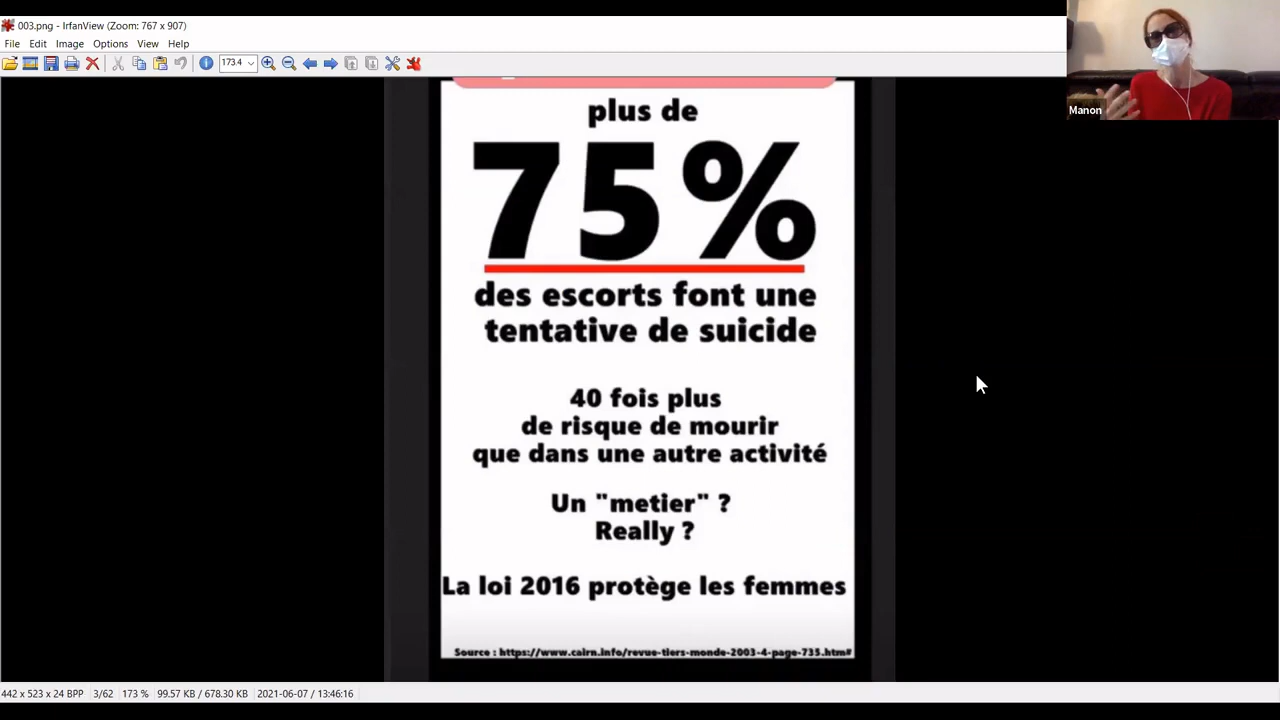 003.png - IrfanView (Zoom: 767 x 907)
File Edit Image Options View Help
173.4
Manon
plus de
75%
des escorts font une
tentative de suicide
40 fois plus
de risque de mourir
que dans une autre activité
Un "metier" ?
Really ?
La loi 2016 protège les femmes
Source : https://www.cairn.info/revue-tiers-monde-2003-4-page-735.htm#
442 x 523 x 24 BPP 3/62 173 % 99.57 KB / 678.30 KB 2021-06-07 / 13:46:16